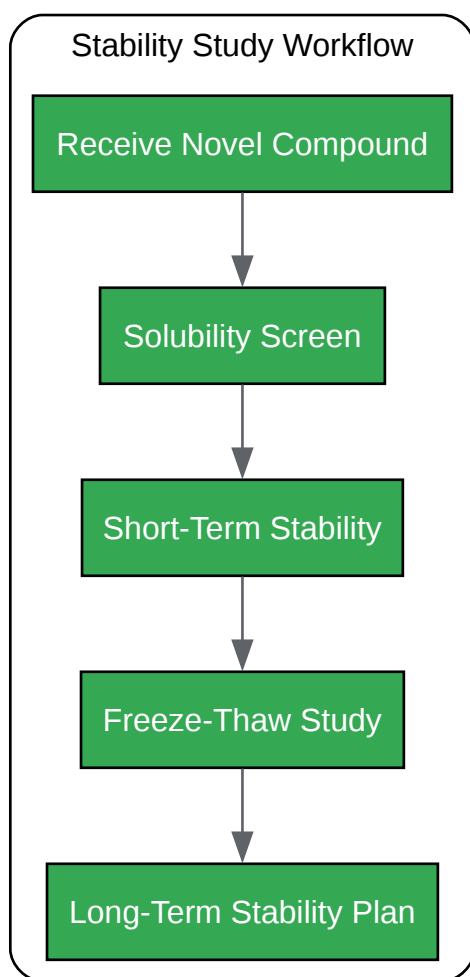 Stability Study Workflow
Receive Novel Compound
Solubility Screen
Short-Term Stability
Freeze-Thaw Study
Long-Term Stability Plan